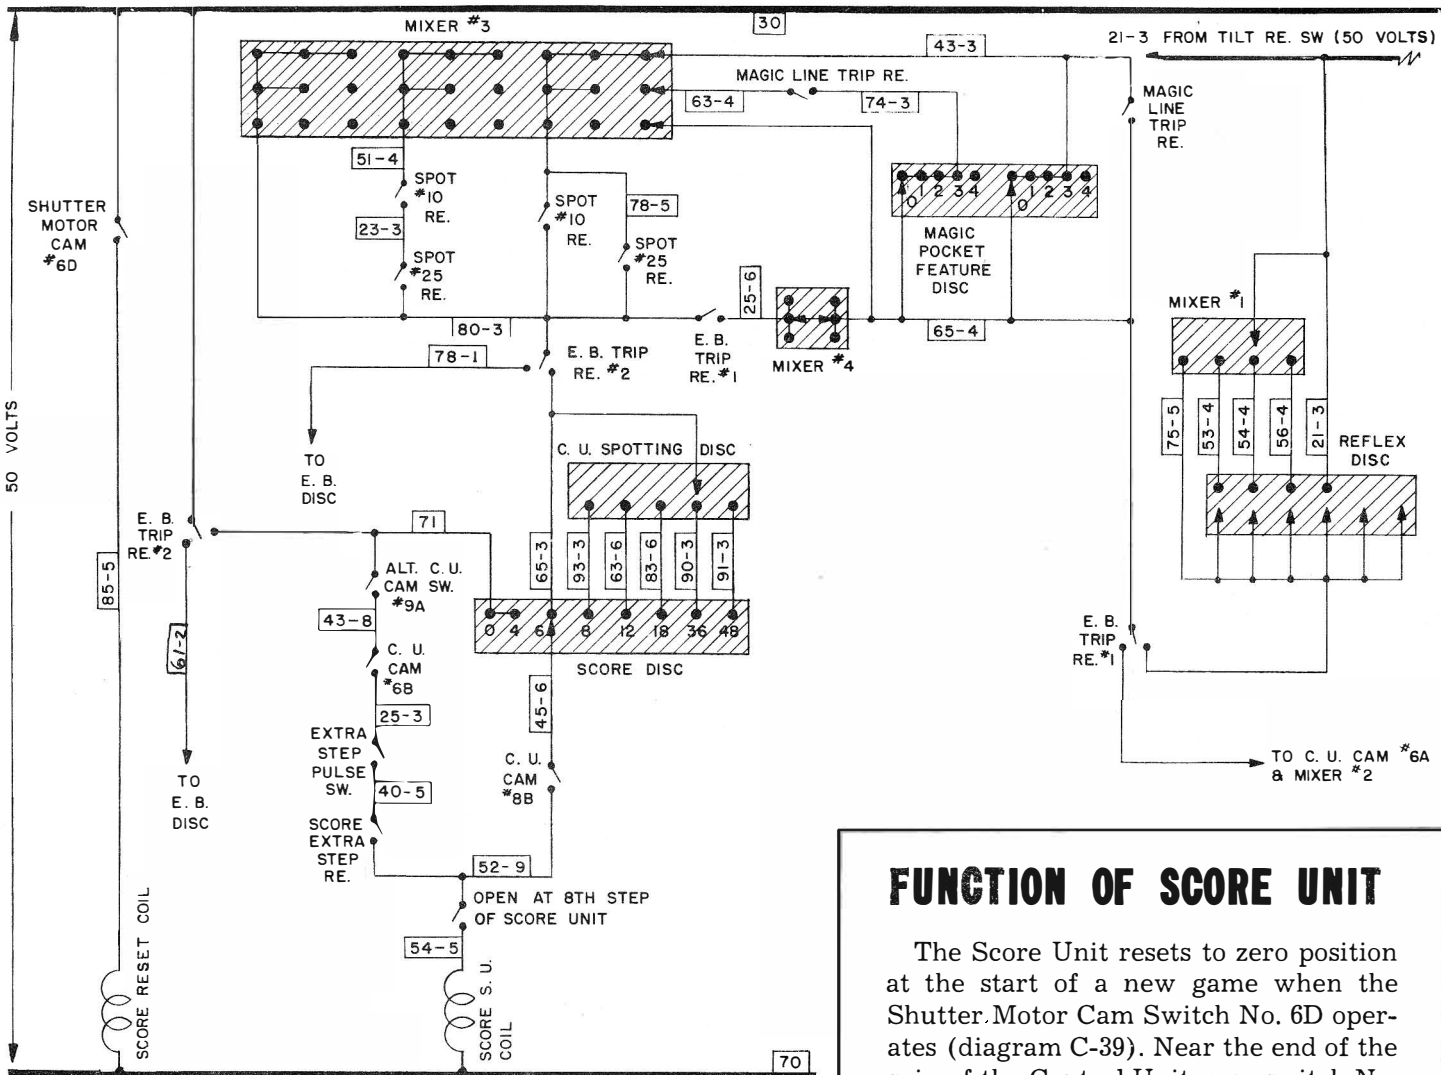 30
MIXER #3
43-3
21-3 FROM TILT RE. SW (50 VOLTS)
MAGIC LINE TRIP RE.
63-4
74-3
MAGIC
LINE
TRIP
RE.
51-4
SPOT
#10
RE.
23-3
SPOT
#25
RE.
SPOT
#10
RE.
78-5
SPOT
#25
RE.
0 1 2 3 4
0 1 2 3 4
MAGIC
POCKET
FEATURE
DISC
SHUTTER
MOTOR
CAM
#6D
25-6
MIXER #1
80-3
65-4
78-1
E. B. TRIP
RE. #2
E. B.
TRIP
RE. #1
MIXER #4
50 VOLTS
75-5
53-4
54-4
56-4
21-3
REFLEX
DISC
TO
E. B.
DISC
C. U. SPOTTING DISC
E. B.
TRIP
RE. #2
71
85-5
61-2
ALT. C. U.
CAM SW.
#9A
65-3
93-3
63-6
83-6
90-3
91-3
43-8
0 4 6 8 12 18 36 48
SCORE DISC
C. U.
CAM
#6B
E. B.
TRIP
RE. #1
25-3
45-6
EXTRA
STEP
PULSE
SW.
C. U.
CAM
#8B
TO
E. B.
DISC
TO C. U. CAM #6A
& MIXER #2
40-5
SCORE
EXTRA
STEP
RE.
52-9
OPEN AT 8TH STEP
OF SCORE UNIT
54-5
SCORE RESET COIL
SCORE S. U.
COIL
70
FUNCTION OF SCORE UNIT
The Score Unit resets to zero position
at the start of a new game when the
Shutter Motor Cam Switch No. 6D oper-
ates (diagram C-39). Near the end of the